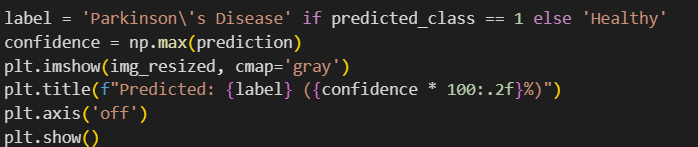 label = 'Parkinson\'s Disease' if predicted_class == 1 else 'Healthy'
confidence = np.max(prediction)
plt.imshow(img_resized, cmap='gray')
plt.title(f"Predicted: {label} ({confidence * 100:.2f}%)")
plt.axis('off')
plt.show()